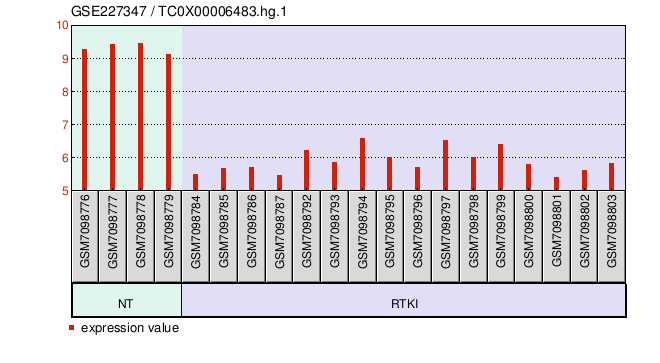 GSE227347 / TC0X00006483.hg.1
10
9
8
7
6
5
GSM7098776
GSM7098777
GSM7098778
GSM7098779
GSM7098784
GSM7098785
GSM7098786
GSM7098787
GSM7098792
GSM7098793
GSM7098794
GSM7098795
GSM7098796
GSM7098797
GSM7098798
GSM7098799
GSM7098800
GSM7098801
GSM7098802
GSM7098803
NT
RTKI
expression value